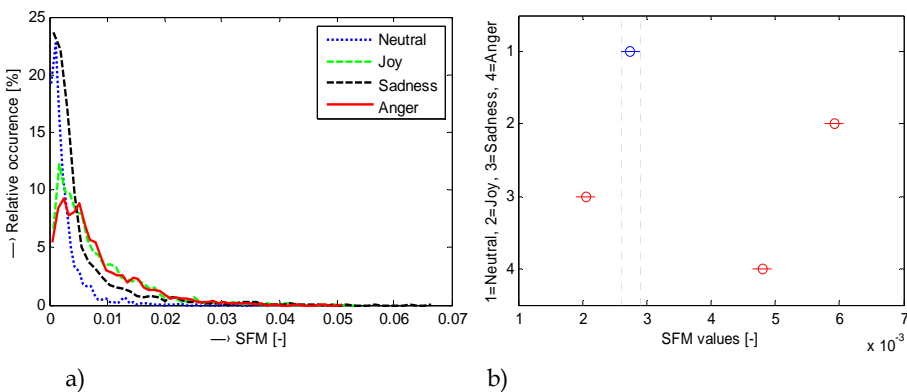 25
20
15
10
5
0
—› Relative occurence [%]
Neutral
Joy
Sadness
Anger
0 0.01 0.02 0.03 0.04 0.05 0.06 0.07
—› SFM [-]
a)
1=Neutral, 2=Joy, 3=Sadness, 4=Anger
1
2
3
4
1 2 3 4 5 6 7
SFM values [-]
x 10-3
b)